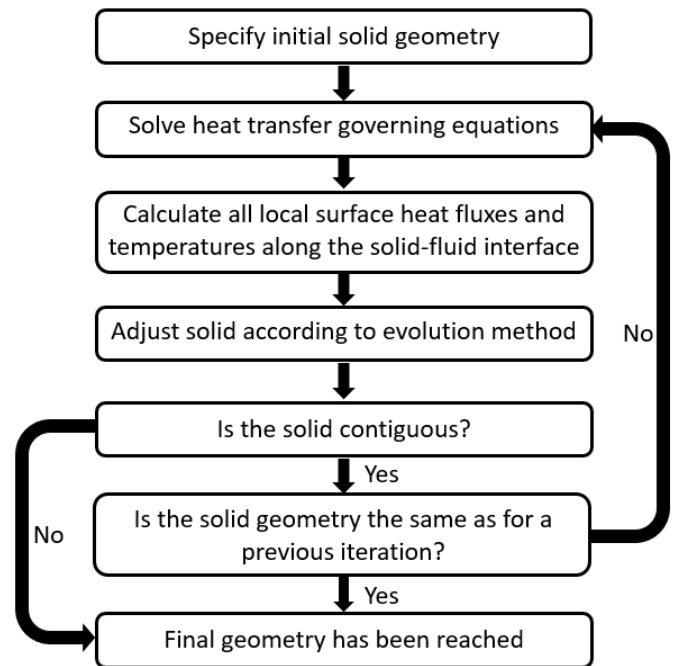 Specify initial solid geometry
Solve heat transfer governing equations
Calculate all local surface heat fluxes and
temperatures along the solid-fluid interface
Adjust solid according to evolution method
No
Is the solid contiguous?
Yes
No
Is the solid geometry the same as for a
previous iteration?
Yes
Final geometry has been reached